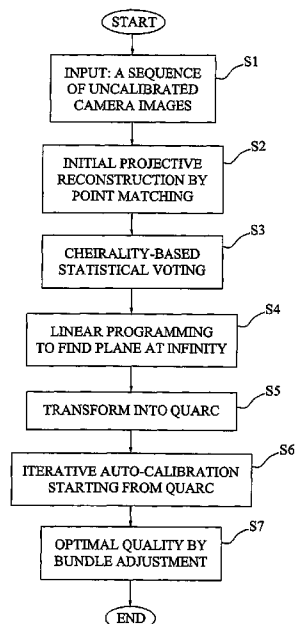 START
S1
INPUT: A SEQUENCE
OF UNCALIBRATED
CAMERA IMAGES
S2
INITIAL PROJECTIVE
RECONSTRUCTION BY
POINT MATCHING
S3
CHEIRALITY-BASED
STATISTICAL VOTING
S4
LINEAR PROGRAMMING
TO FIND PLANE AT INFINITY
S5
TRANSFORM INTO QUARC
S6
ITERATIVE AUTO-CALIBRATION
STARTING FROM QUARC
S7
OPTIMAL QUALITY BY
BUNDLE ADJUSTMENT
END